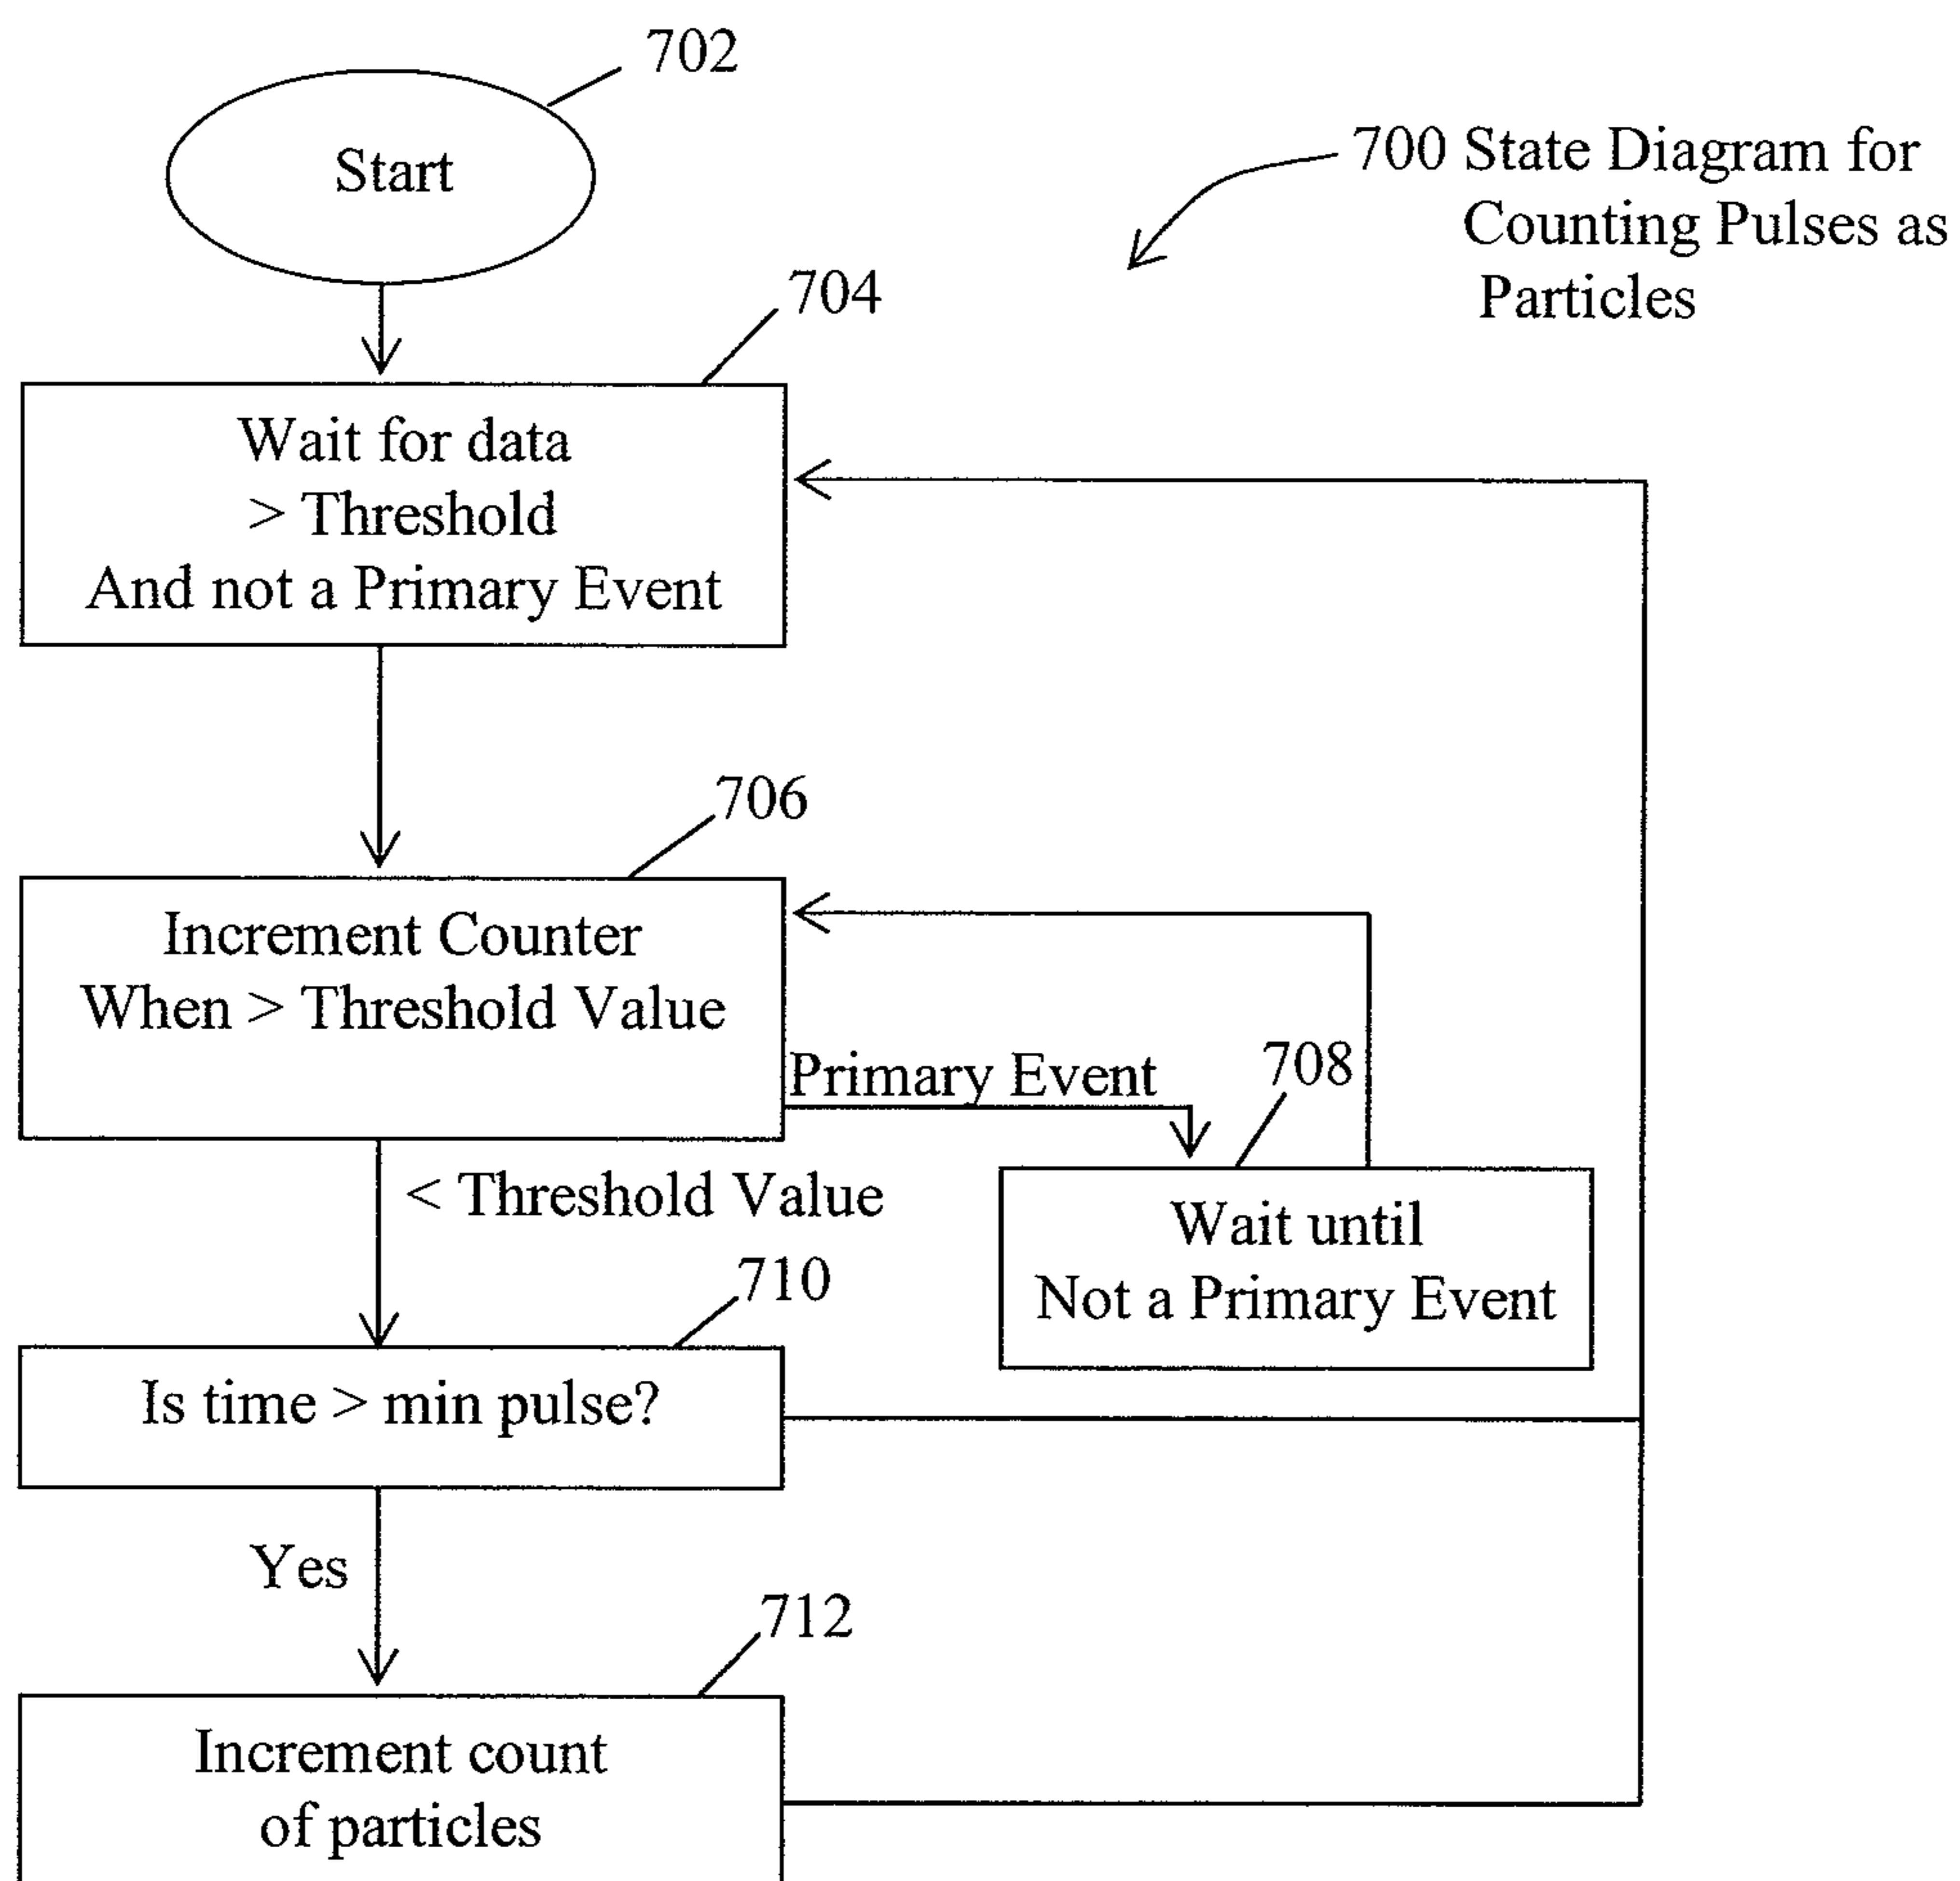 702
Start
700 State Diagram for
Counting Pulses as
Particles
704
Wait for data
> Threshold
And not a Primary Event
706
Increment Counter
When > Threshold Value
Primary Event
708
< Threshold Value
Wait until
Not a Primary Event
710
Is time > min pulse?
Yes
712
Increment count
of particles